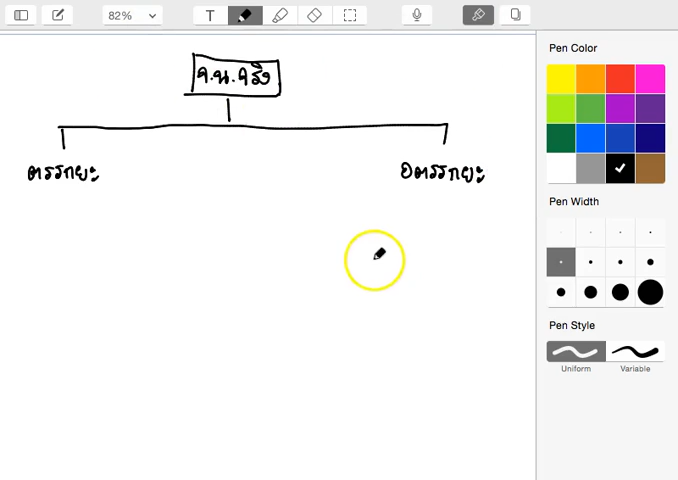 82%
T
Pen Color
จ.น.จริง
ตรรกยะ
อตรรกยะ
Pen Width
Pen Style
Uniform
Variable